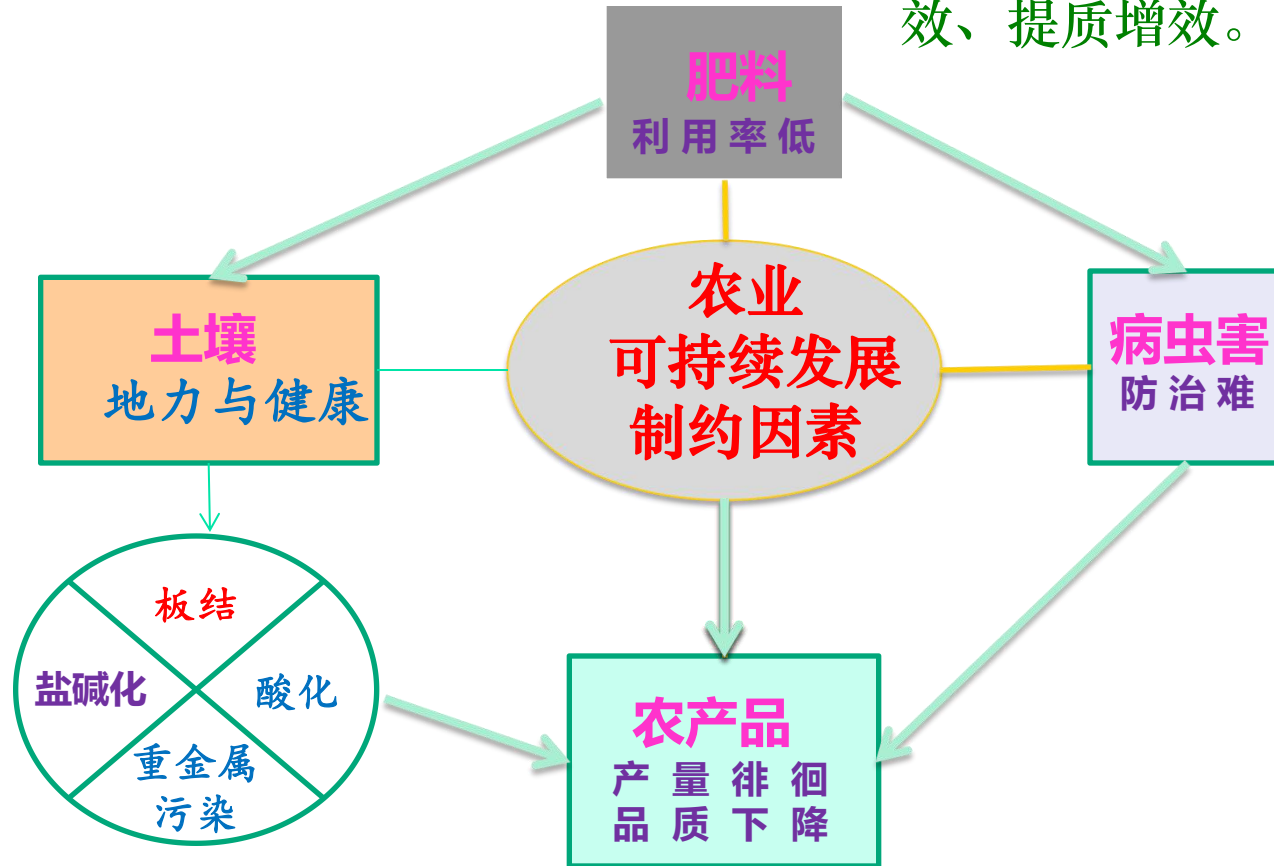 效、提质增效。
肥料
利用率低
农业
可持续发展
制约因素
土壤
地力与健康
病虫害
防治难
板结
盐碱化
酸化
重金属
污染
农产品
产量徘徊
品质下降